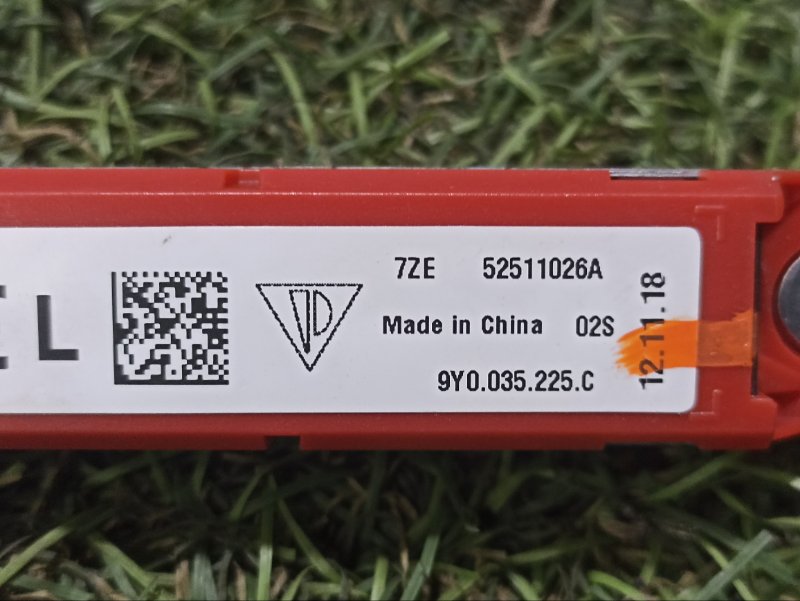 L
7ZE 52511026A
Made in China 02S
9Y0.035.225.C
12.11.18